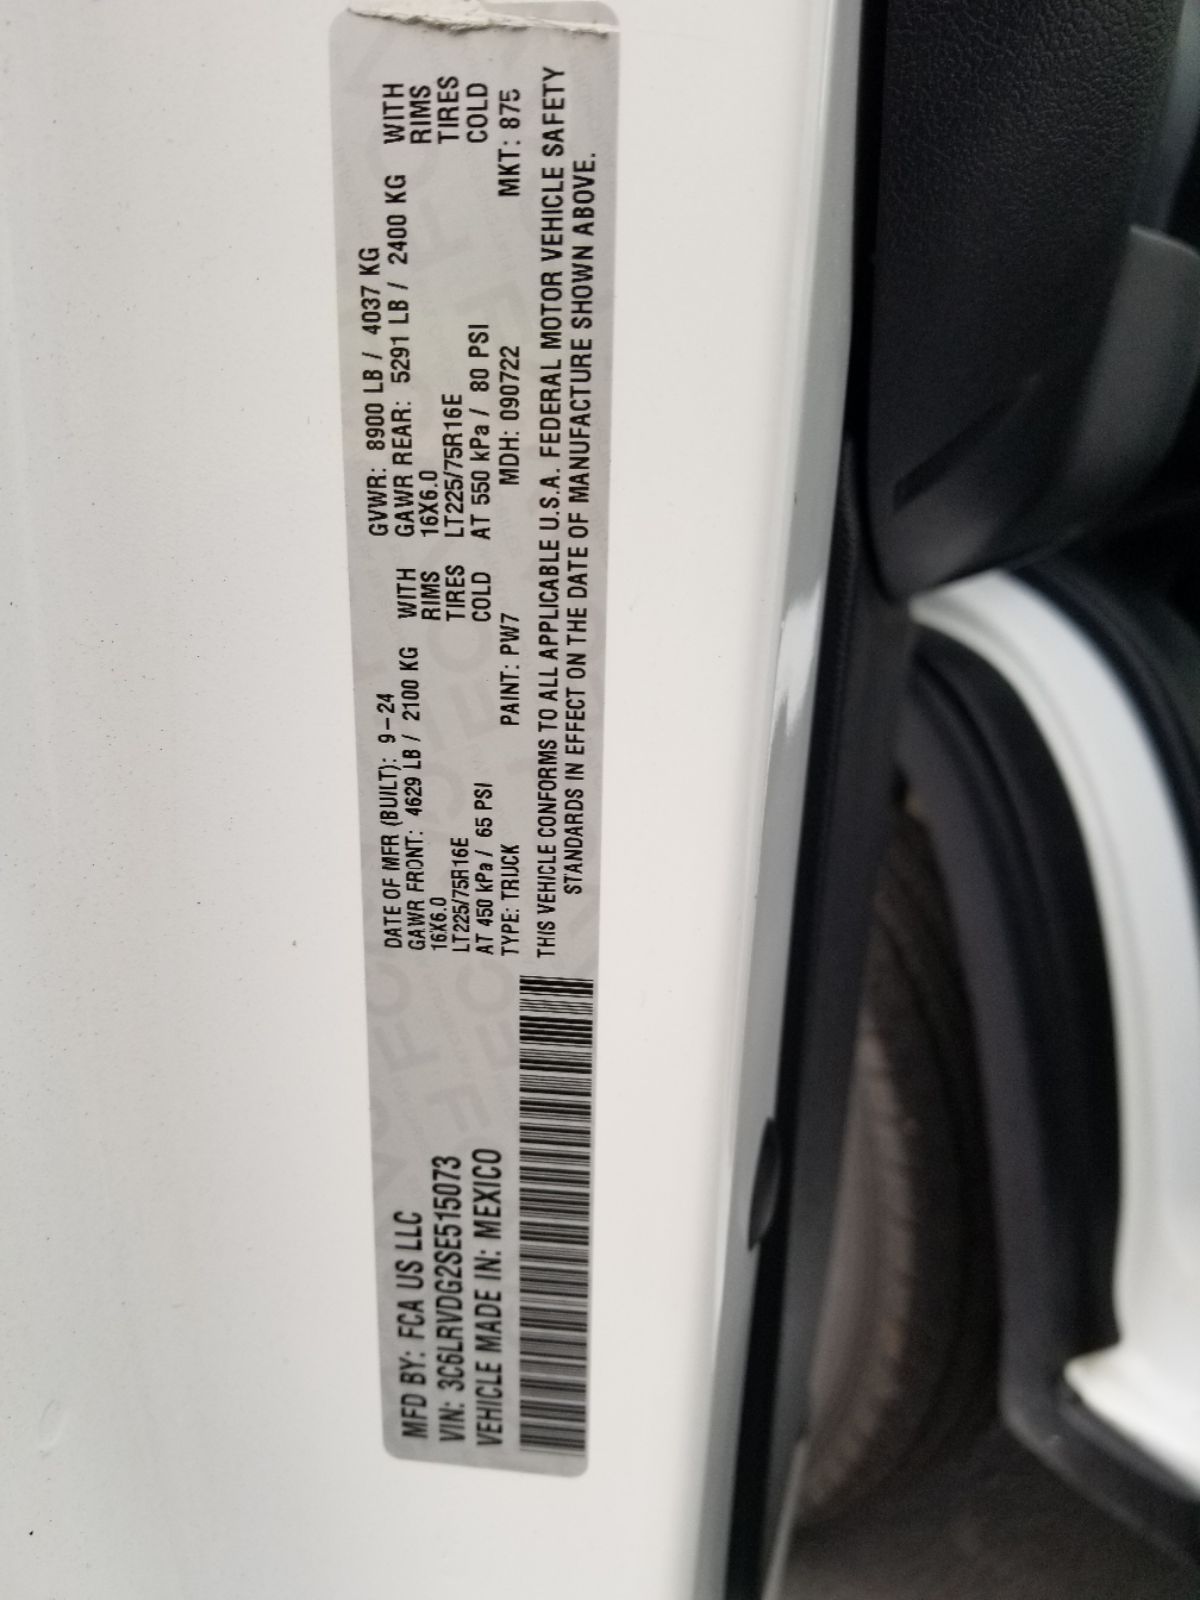 MFD BY: FCA US LLC
VIN: 3C6LRVDG2SE515073
VEHICLE MADE IN: MEXICO
DATE OF MFR (BUILT): 9-24 GVWR: 8900 LB / 4037 KG
GAWR FRONT: 4629 LB / 2100 KG WITH GAWR REAR: 5291 LB / 2400 KG WITH
16X6.0 RIMS 16X6.0 RIMS
LT225/75R16E TIRES LT225/75R16E TIRES
AT 450 kPa / 65 PSI COLD AT 550 kPa / 80 PSI COLD
TYPE: TRUCK PAINT: PW7 MDH: 090722 MKT: 875
THIS VEHICLE CONFORMS TO ALL APPLICABLE U.S.A. FEDERAL MOTOR VEHICLE SAFETY
STANDARDS IN EFFECT ON THE DATE OF MANUFACTURE SHOWN ABOVE.